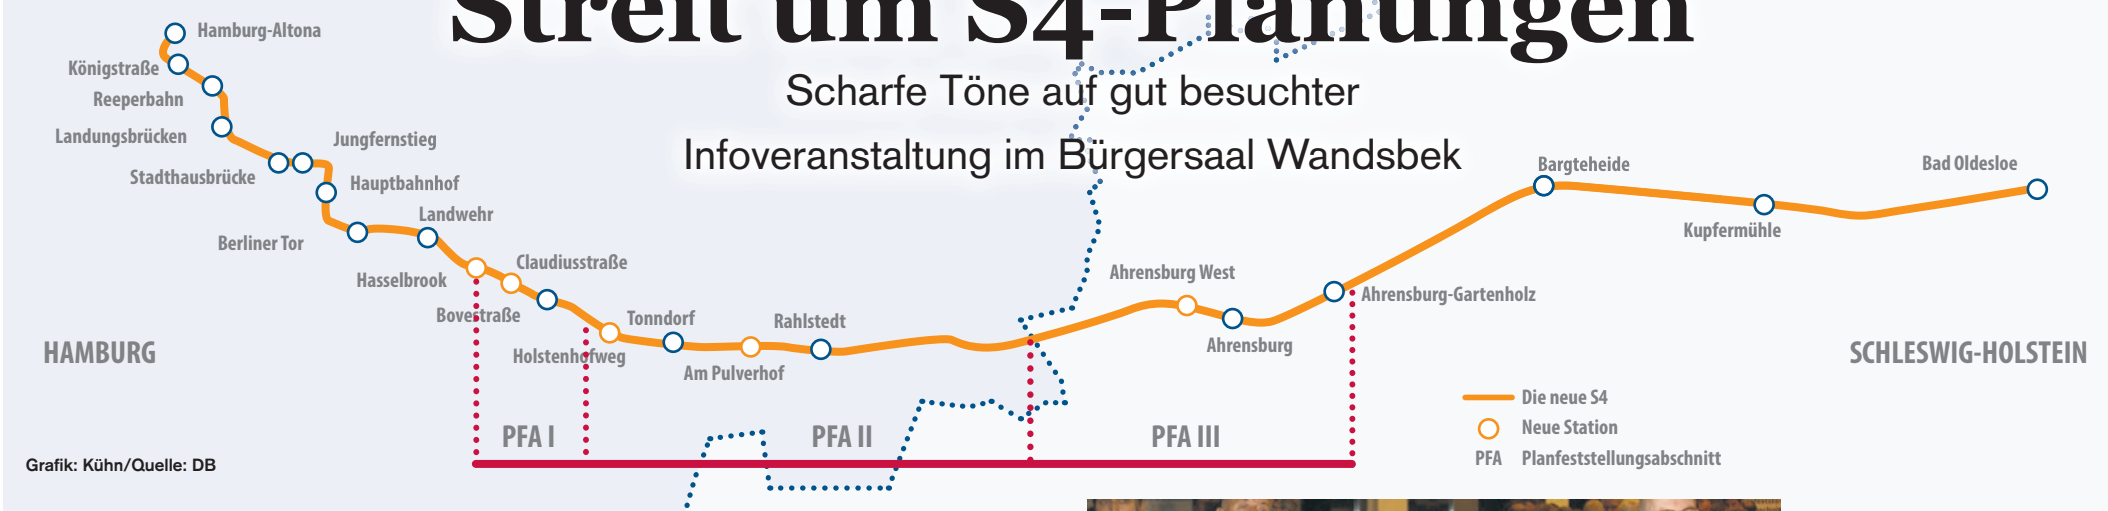 Streit um S4-Planungen
Scharfe Töne auf gut besuchter
Infoveranstaltung im Bürgersaal Wandsbek
Hamburg-Altona
Königstraße
Reeperbahn
Landungsbrücken
Jungfernstieg
Stadthausbrücke
Hauptbahnhof
Landwehr
Berliner Tor
Claudiusstraße
Hasselbrook
Bovestraße
Tonndorf
Rahlstedt
Holstenhofweg
Am Pulverhof
Ahrensburg West
Ahrensburg
Ahrensburg-Gartenholz
Bargteheide
Kupfermühle
Bad Oldesloe
HAMBURG
SCHLESWIG-HOLSTEIN
PFA I
PFA II
PFA III
Die neue S4
Neue Station
PFA Planfeststellungsabschnitt
Grafik: Kühn/Quelle: DB